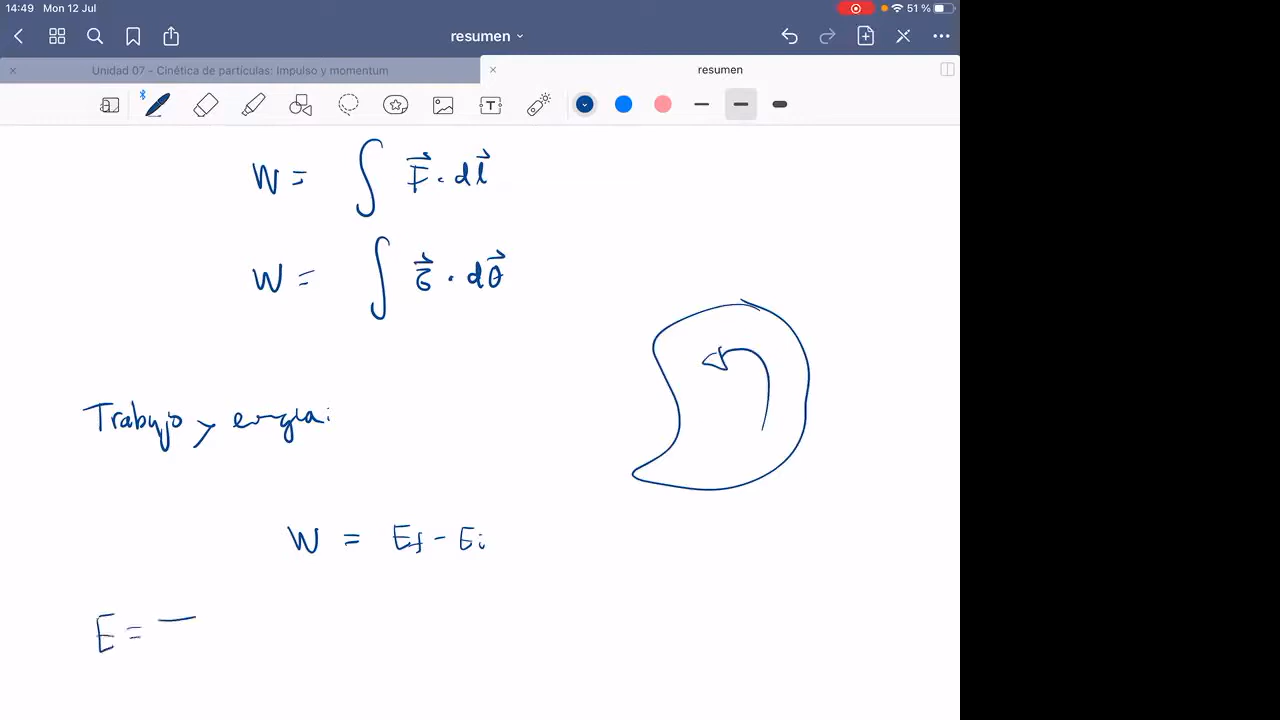 14:49 Mon 12 Jul 51 %
resumen
Unidad 07 - Cinética de partículas: Impulso y momentum
resumen
T
W = ∫ F⃗ · dl⃗
W = ∫ τ⃗ · dθ⃗
Trabajo y
W = Ef - Ei
E = —